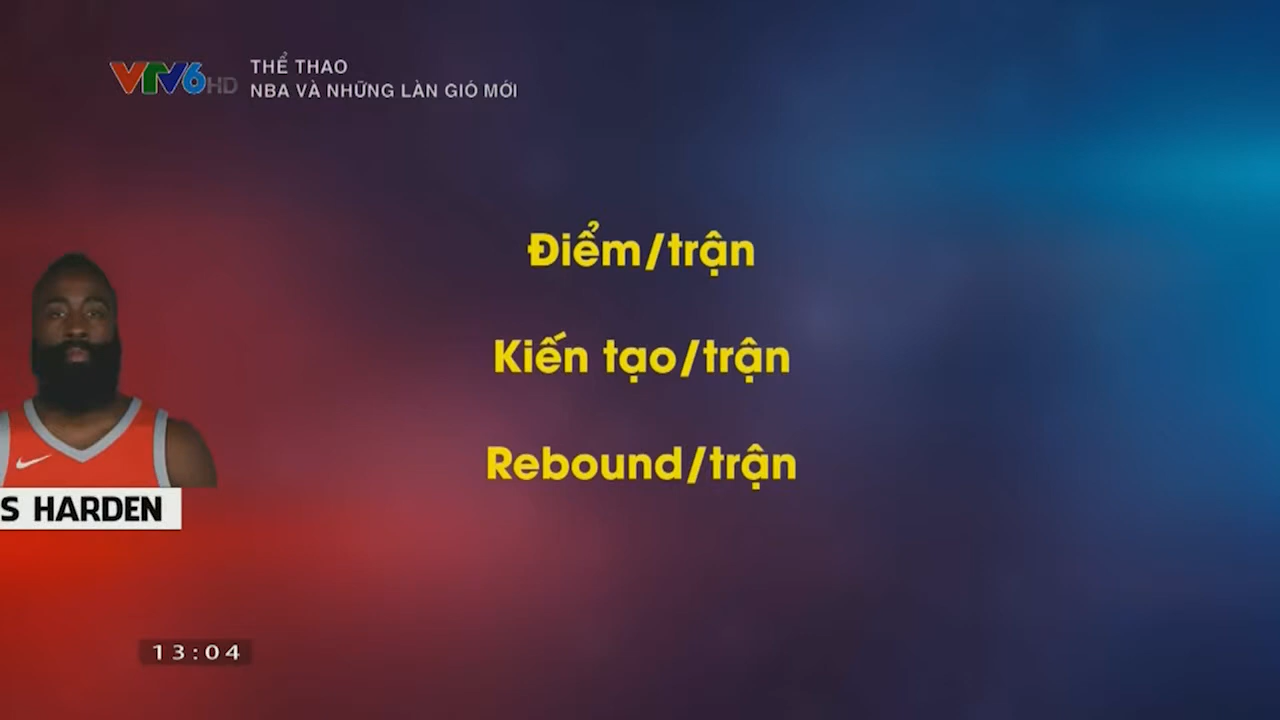 VTV6HD
THỂ THAO
NBA VÀ NHỮNG LÀN GIÓ MỚI
Điểm/trận
Kiến tạo/trận
Rebound/trận
S HARDEN
13:04